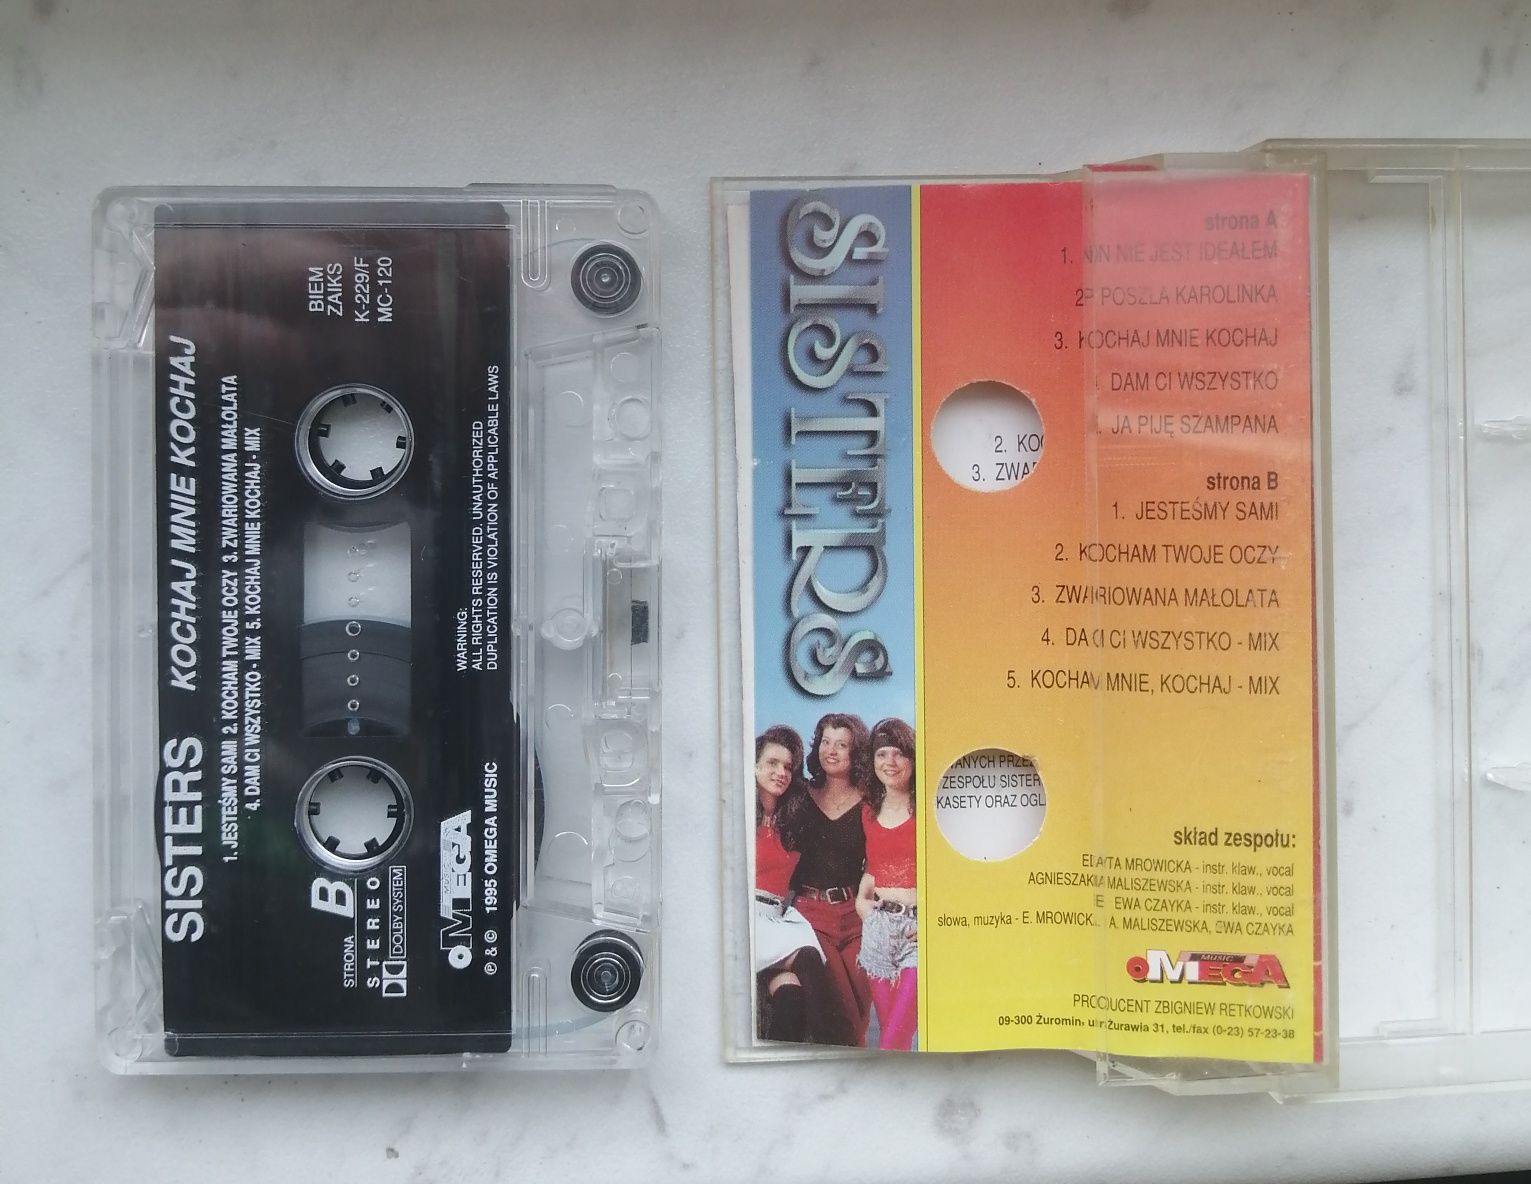 SISTERS KOCHAJ MNIE KOCHAJ
1. JESTEŚMY SAMI 2. KOCHAM TWOJE OCZY 3. ZWARIOWANA MAŁOLATA
4. DAM CI WSZYSTKO - MIX 5. KOCHAJ MNIE KOCHAJ - MIX
BIEM
ZAIKS
K-229/F
MC-120
STRONA B
STEREO
DOLBY SYSTEM
WARNING:
ALL RIGHTS RESERVED. UNAUTHORIZED
DUPLICATION IS VIOLATION OF APPLICABLE LAWS
OMEGA MUSIC
℗ & © 1995 OMEGA MUSIC
SISTERS
strona A
1. NIE JEST IDEAŁEM
POSZŁA KAROLINKA
3. KOCHAJ MNIE KOCHAJ
DAM CI WSZYSTKO
JA PIJĘ SZAMPANA
strona B
1. JESTEŚMY SAMI
2. KOCHAM TWOJE OCZY
3. ZWARIOWANA MAŁOLATA
4. DAM CI WSZYSTKO - MIX
5. KOCHAM MNIE, KOCHAJ - MIX
2. KOC
3. ZWAR
WANYCH PRZEZ
ZESPOŁU SISTER
KASETY ORAZ OGL
skład zespołu:
EDYTA MROWICKA - instr. klaw., vocal
AGNIESZKA MALISZEWSKA - instr. klaw., vocal
EWA CZAYKA - instr. klaw., vocal
słowa, muzyka - E. MROWICKA, A. MALISZEWSKA, EWA CZAYKA
OMEGA MUSIC
PRODUCENT ZBIGNIEW RETKOWSKI
09-300 Żuromin, ul. Żurawia 31, tel./fax (0-23) 57-23-38